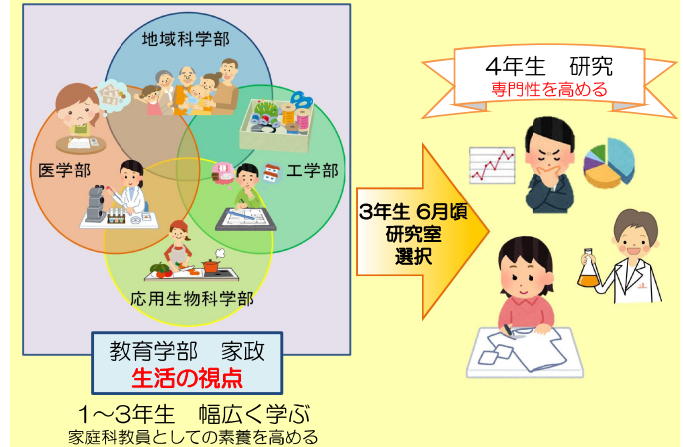 地域科学部
医学部
工学部
応用生物科学部
教育学部　家政
生活の視点
1～3年生　幅広く学ぶ
家庭科教員としての素養を高める
3年生 6月頃
研究室
選択
4年生　研究
専門性を高める